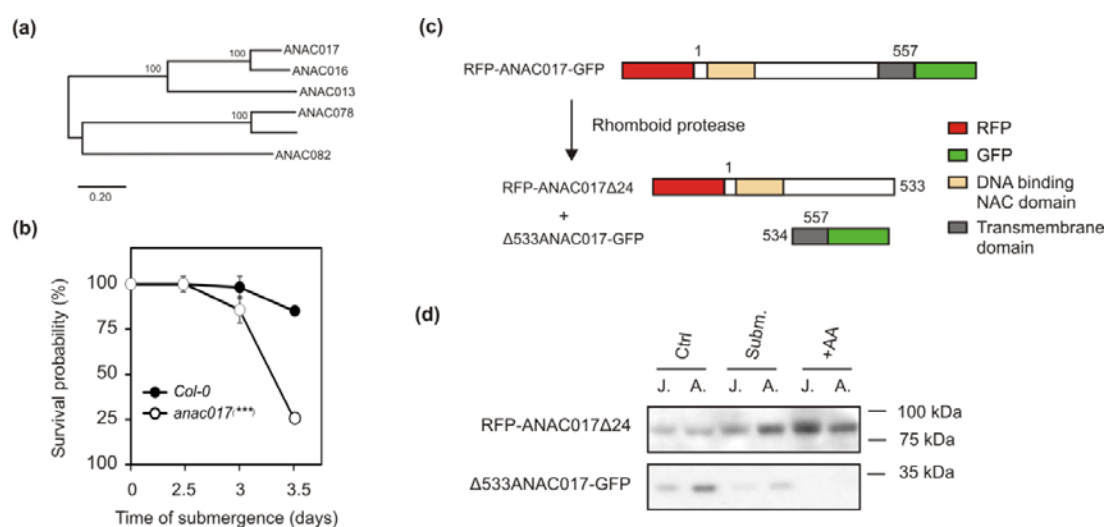 (a)
100
ANAC017
100
ANAC016
ANAC013
100
ANAC078
ANAC082
0.20
(b)
Survival probability (%)
100
75
50
25
100
Col-0
anac017(***)
0
2.5
3
3.5
Time of submergence (days)
(c)
1
557
RFP-ANAC017-GFP
Rhomboid protease
1
RFP-ANAC017Δ24
533
+
557
534
Δ533ANAC017-GFP
RFP
GFP
DNA binding
NAC domain
Transmembrane
domain
(d)
Ctrl
Subm.
+AA
J. A. J. A. J. A.
RFP-ANAC017Δ24
100 kDa
75 kDa
Δ533ANAC017-GFP
35 kDa